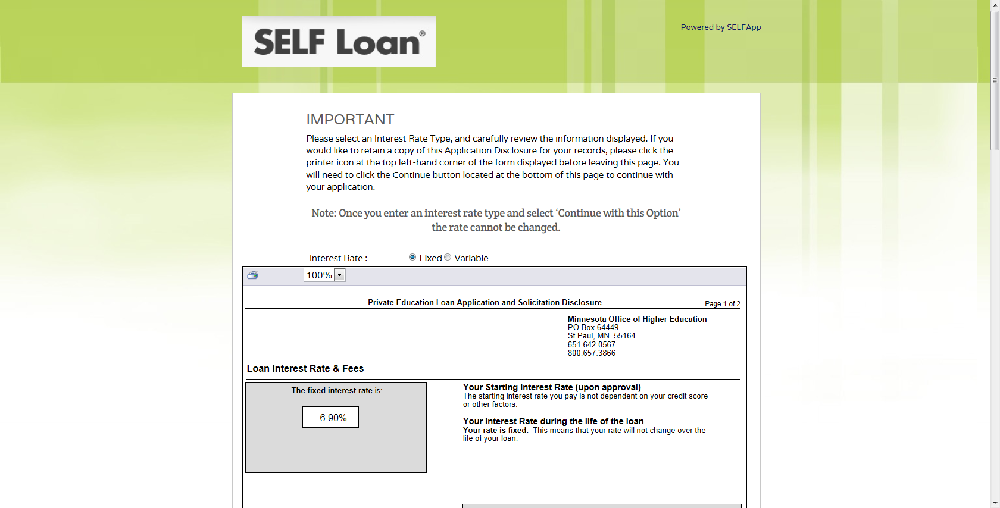 SELF Loan®
Powered by SELFApp
IMPORTANT
Please select an Interest Rate Type, and carefully review the information displayed. If you
would like to retain a copy of this Application Disclosure for your records, please click the
printer icon at the top left-hand corner of the form displayed before leaving this page. You
will need to click the Continue button located at the bottom of this page to continue with
your application.
Note: Once you enter an interest rate type and select ‘Continue with this Option’
the rate cannot be changed.
Interest Rate : Fixed Variable
100%
Private Education Loan Application and Solicitation Disclosure
Page 1 of 2
Minnesota Office of Higher Education
PO Box 64449
St Paul, MN 55164
651.642.0567
800.657.3866
Loan Interest Rate & Fees
The fixed interest rate is:
6.90%
Your Starting Interest Rate (upon approval)
The starting interest rate you pay is not dependent on your credit score
or other factors.
Your Interest Rate during the life of the loan
Your rate is fixed. This means that your rate will not change over the
life of your loan.